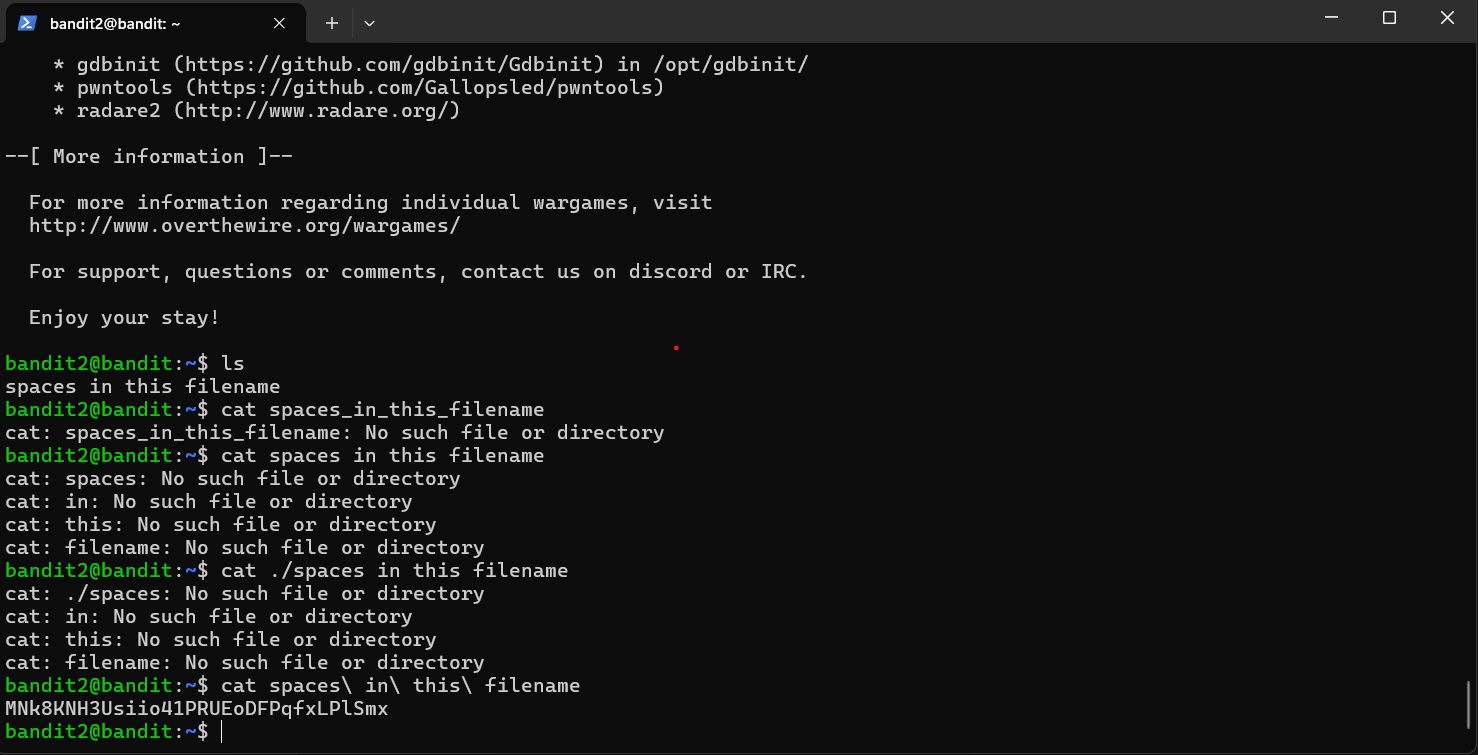 bandit2@bandit: ~
* gdbinit (https://github.com/gdbinit/Gdbinit) in /opt/gdbinit/
* pwntools (https://github.com/Gallopsled/pwntools)
* radare2 (http://www.radare.org/)
--[ More information ]--
For more information regarding individual wargames, visit
http://www.overthewire.org/wargames/
For support, questions or comments, contact us on discord or IRC.
Enjoy your stay!
bandit2@bandit:~$ ls
spaces in this filename
bandit2@bandit:~$ cat spaces_in_this_filename
cat: spaces_in_this_filename: No such file or directory
bandit2@bandit:~$ cat spaces in this filename
cat: spaces: No such file or directory
cat: in: No such file or directory
cat: this: No such file or directory
cat: filename: No such file or directory
bandit2@bandit:~$ cat ./spaces in this filename
cat: ./spaces: No such file or directory
cat: in: No such file or directory
cat: this: No such file or directory
cat: filename: No such file or directory
bandit2@bandit:~$ cat spaces\ in\ this\ filename
MNk8KNH3Usiio41PRUEoDFPqfxLPlSmx
bandit2@bandit:~$